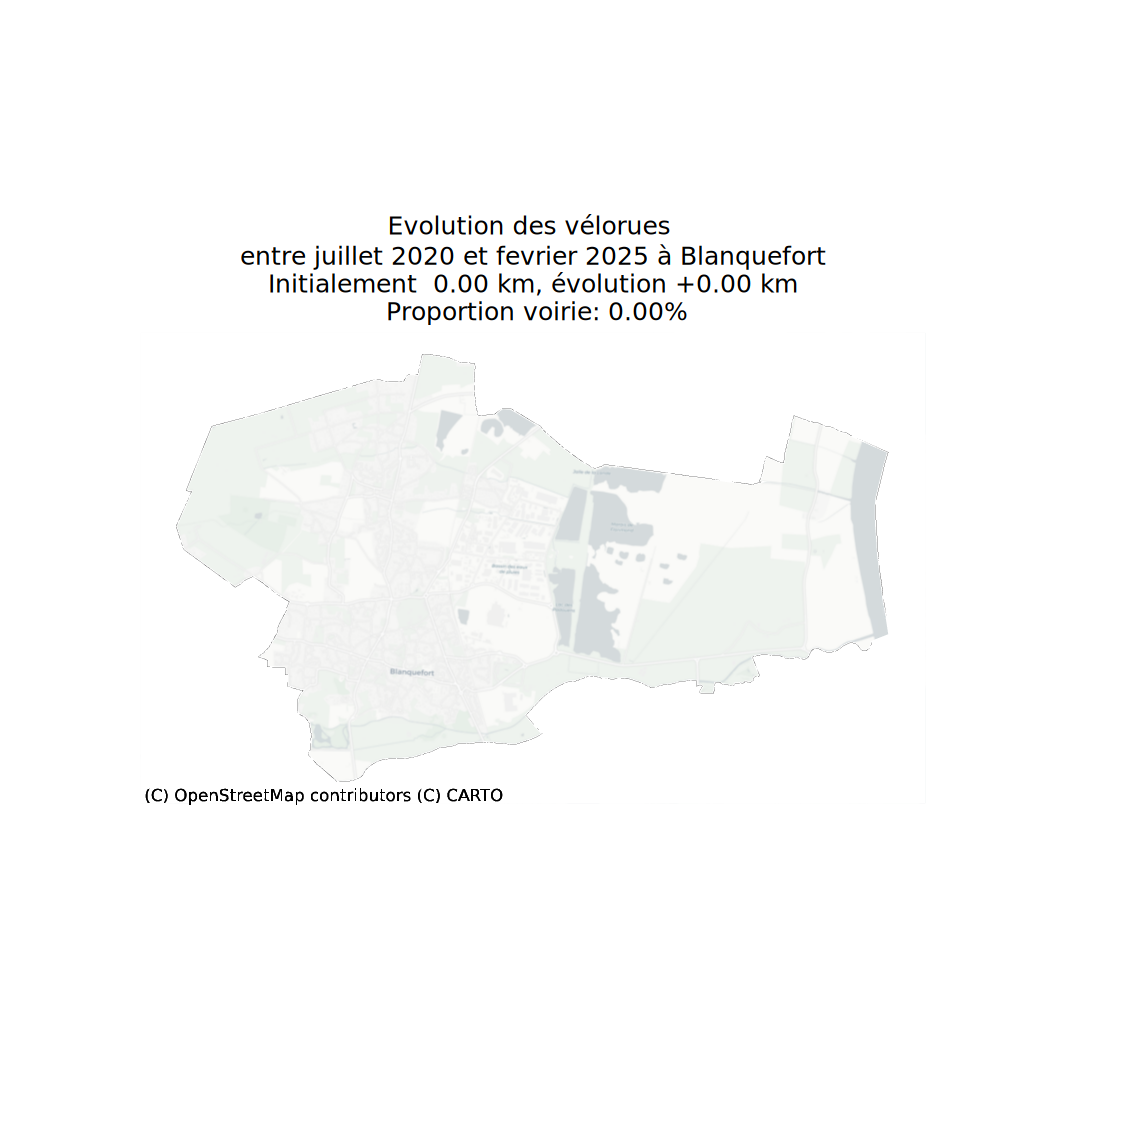 Evolution des vélorues
entre juillet 2020 et fevrier 2025 à Blanquefort
Initialement  0.00 km, évolution +0.00 km
Proportion voirie: 0.00%
Blanquefort
(C) OpenStreetMap contributors (C) CARTO